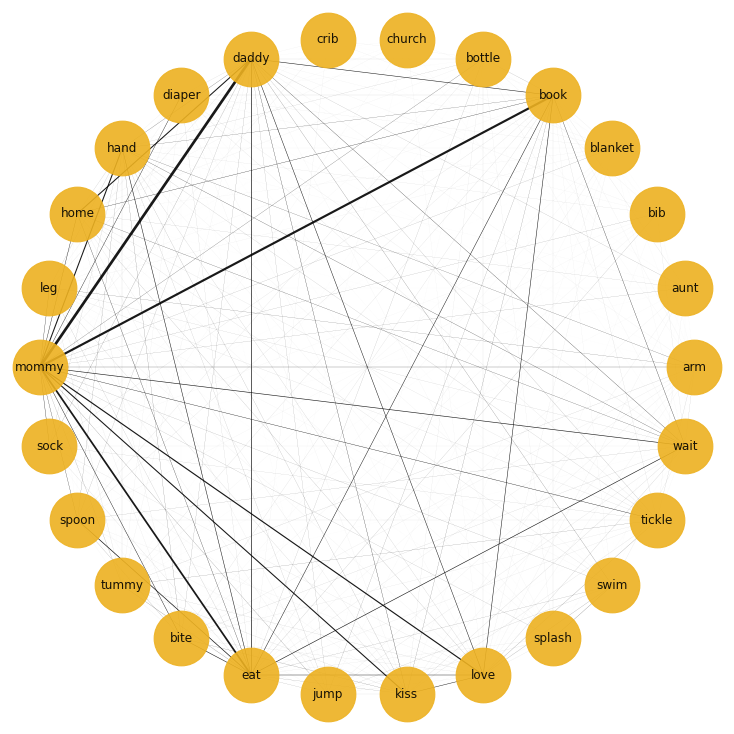 crib
church
daddy
bottle
diaper
book
hand
blanket
home
bib
leg
aunt
mommy
arm
sock
wait
spoon
tickle
tummy
swim
bite
splash
eat
love
jump
kiss